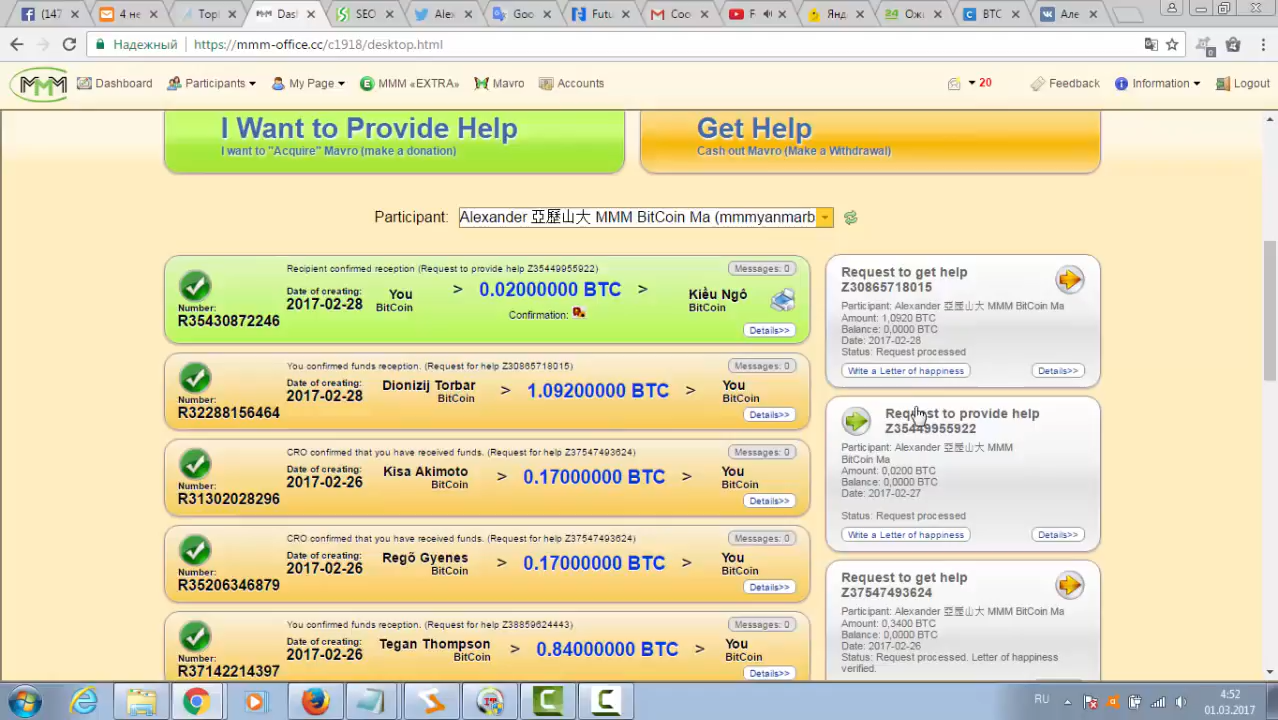 (147)
4 не
Торі
Dasl
SEO
Alex
Goo
Futu
Coo
F
Янд
Ожи
BTC
Але
Надежный
https://mmm-office.cc/c1918/desktop.html
MMM
Dashboard
Participants
My Page
MMM «EXTRA»
Mavro
Accounts
20
Feedback
Information
Logout
I Want to Provide Help
I want to "Acquire" Mavro (make a donation)
Get Help
Cash out Mavro (Make a Withdrawal)
Participant:
Alexander 亞歷山大 MMM BitCoin Ma (mmmyanmarb
Recipient confirmed reception (Request to provide help Z35449955922)
Messages: 0
Number:
R35430872246
Date of creating:
2017-02-28
You
BitCoin
>
0.02000000 BTC
>
Confirmation:
Kiều Ngô
BitCoin
Details>>
You confirmed funds reception. (Request for help Z30865718015)
Messages: 0
Number:
R32288156464
Date of creating:
2017-02-28
Dionizij Torbar
BitCoin
>
1.09200000 BTC
>
You
BitCoin
Details>>
CRO confirmed that you have received funds. (Request for help Z37547493624)
Messages: 0
Number:
R31302028296
Date of creating:
2017-02-26
Kisa Akimoto
BitCoin
>
0.17000000 BTC
>
You
BitCoin
Details>>
CRO confirmed that you have received funds. (Request for help Z37547493624)
Messages: 0
Number:
R35206346879
Date of creating:
2017-02-26
Regő Gyenes
BitCoin
>
0.17000000 BTC
>
You
BitCoin
Details>>
You confirmed funds reception. (Request for help Z38859624443)
Messages: 0
Number:
R37142214397
Date of creating:
2017-02-26
Tegan Thompson
BitCoin
>
0.84000000 BTC
>
You
BitCoin
Details>>
Request to get help
Z30865718015
Participant: Alexander 亞歷山大 MMM BitCoin Ma
Amount: 1,0920 BTC
Balance: 0,0000 BTC
Date: 2017-02-28
Status: Request processed
Write a Letter of happiness
Details>>
Request to provide help
Z35449955922
Participant: Alexander 亞歷山大 MMM
BitCoin Ma
Amount: 0,0200 BTC
Balance: 0,0000 BTC
Date: 2017-02-27
Status: Request processed
Write a Letter of happiness
Details>>
Request to get help
Z37547493624
Participant: Alexander 亞歷山大 MMM BitCoin Ma
Amount: 0,3400 BTC
Balance: 0,0000 BTC
Date: 2017-02-26
Status: Request processed. Letter of happiness
verified.
RU
4:52
01.03.2017